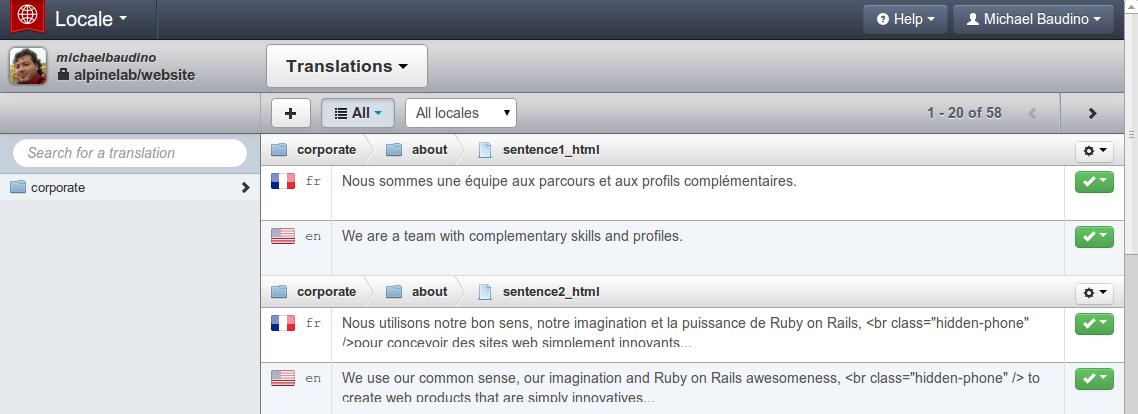 Locale
Help
Michael Baudino
michaelbaudino
alpinelab/website
Translations
All
All locales
1 - 20 of 58
Search for a translation
corporate
corporate about sentence1_html
fr Nous sommes une équipe aux parcours et aux profils complémentaires.
en We are a team with complementary skills and profiles.
corporate about sentence2_html
fr Nous utilisons notre bon sens, notre imagination et la puissance de Ruby on Rails, <br class="hidden-phone"
/>pour concevoir des sites web simplement innovants...
en We use our common sense, our imagination and Ruby on Rails awesomeness, <br class="hidden-phone" /> to
create web products that are simply innovatives...